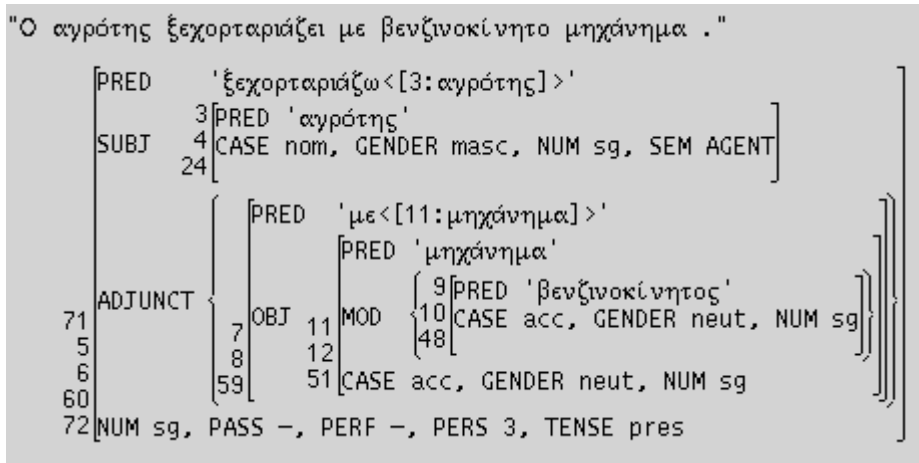 "Ο αγρότης ξεχορταριάζει με βενζινοκίνητο μηχάνημα ."
PRED 'ξεχορταριάζω<[3:αγρότης]>'
3 PRED 'αγρότης'
SUBJ 4 CASE nom, GENDER masc, NUM sg, SEM AGENT
24
PRED 'με<[11:μηχάνημα]>'
PRED 'μηχάνημα'
9 PRED 'βενζινοκίνητος'
ADJUNCT
71 7 OBJ 11 MOD 10 CASE acc, GENDER neut, NUM sg
5 8 12 48
6 59 51 CASE acc, GENDER neut, NUM sg
60
72 NUM sg, PASS −, PERF −, PERS 3, TENSE pres